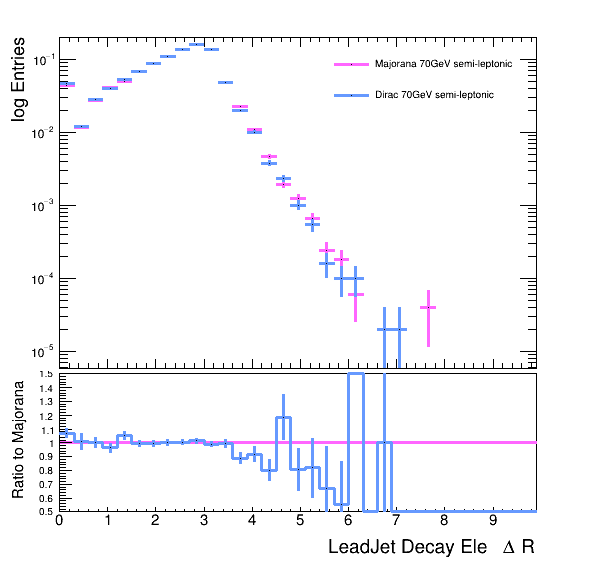 log Entries
10⁻¹
10⁻²
10⁻³
10⁻⁴
10⁻⁵
Majorana 70GeV semi-leptonic
Dirac 70GeV semi-leptonic
Ratio to Majorana
1.5
1.4
1.3
1.2
1.1
1
0.9
0.8
0.7
0.6
0.5
0 1 2 3 4 5 6 7 8 9
LeadJet Decay Ele Δ R